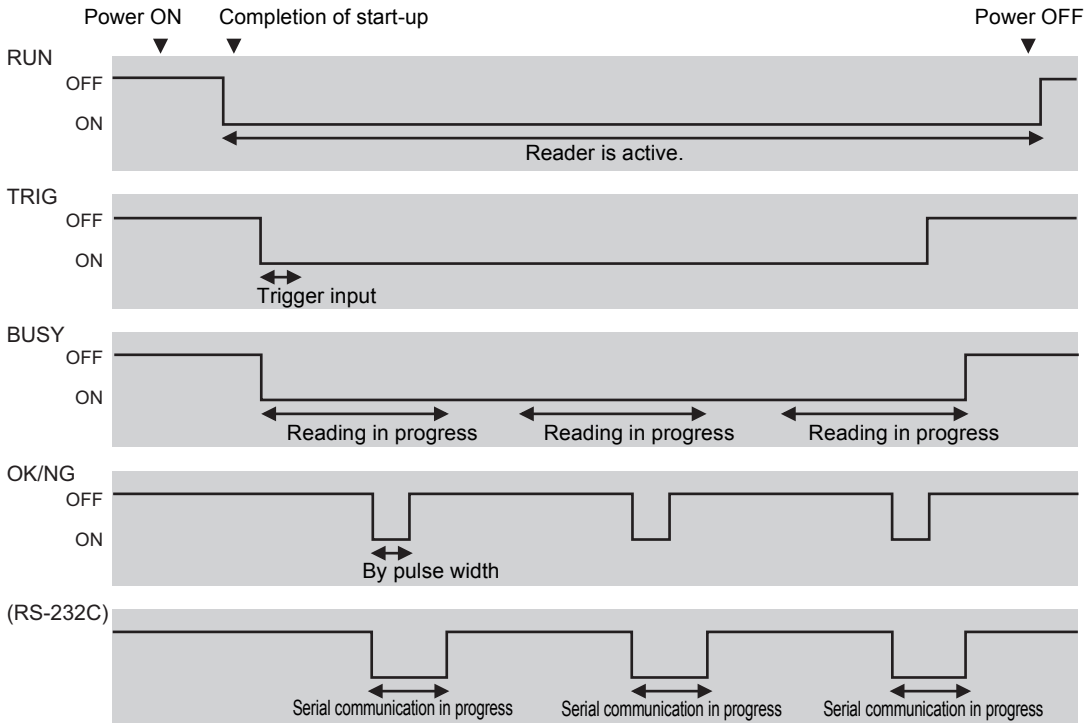 Power ON Completion of start-up Power OFF
RUN
OFF
ON
Reader is active.
TRIG
OFF
ON
Trigger input
BUSY
OFF
ON
Reading in progress Reading in progress Reading in progress
OK/NG
OFF
ON
By pulse width
(RS-232C)
Serial communication in progress Serial communication in progress Serial communication in progress